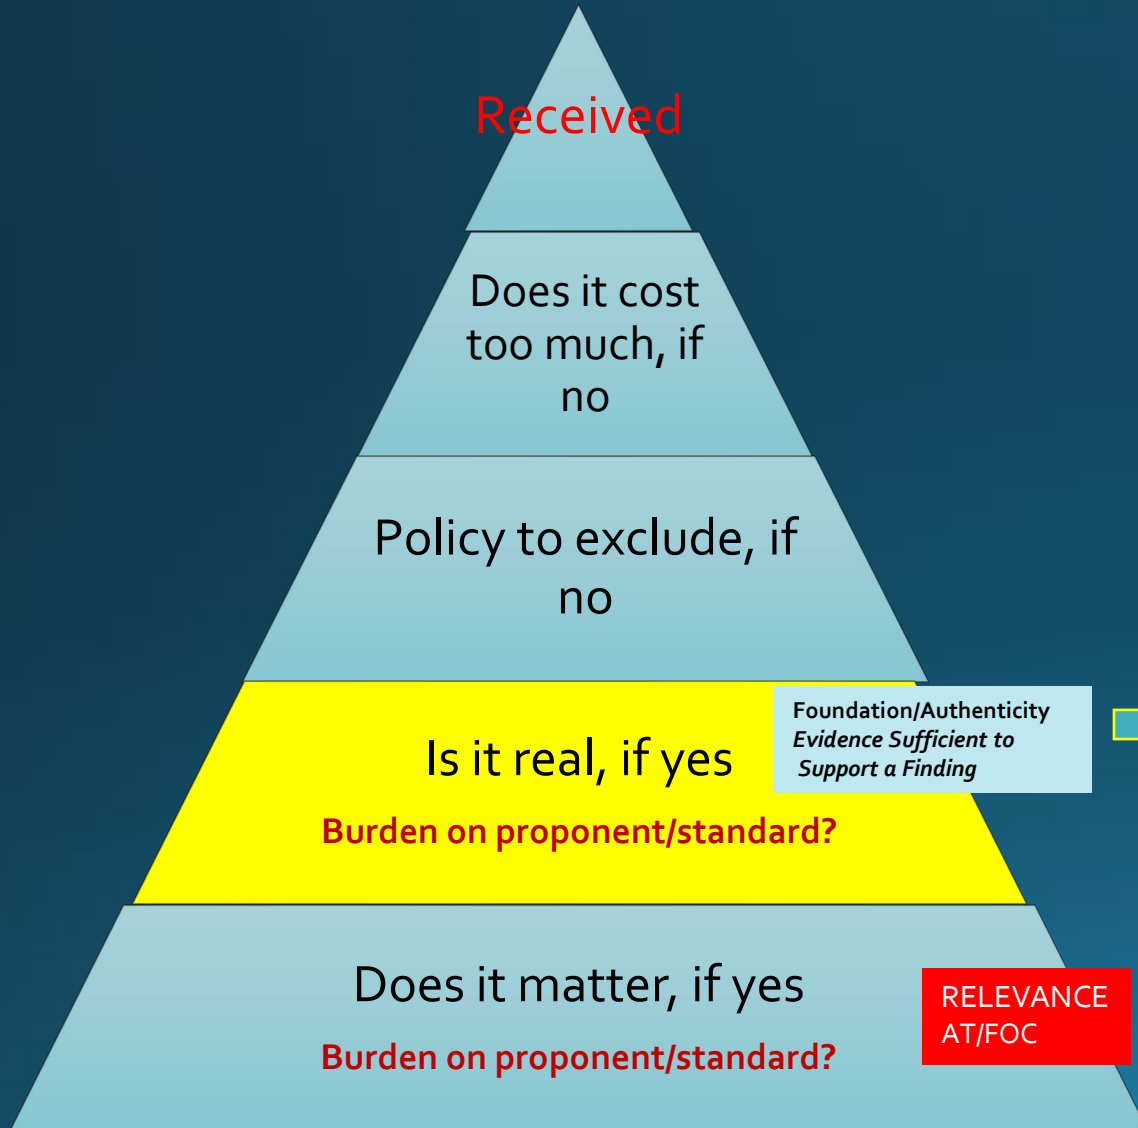 Received
Does it cost
too much, if
no
Policy to exclude, if
no
Is it real, if yes
Burden on proponent/standard?
Foundation/Authenticity
Evidence Sufficient to
Support a Finding
Does it matter, if yes
Burden on proponent/standard?
RELEVANCE
AT/FOC